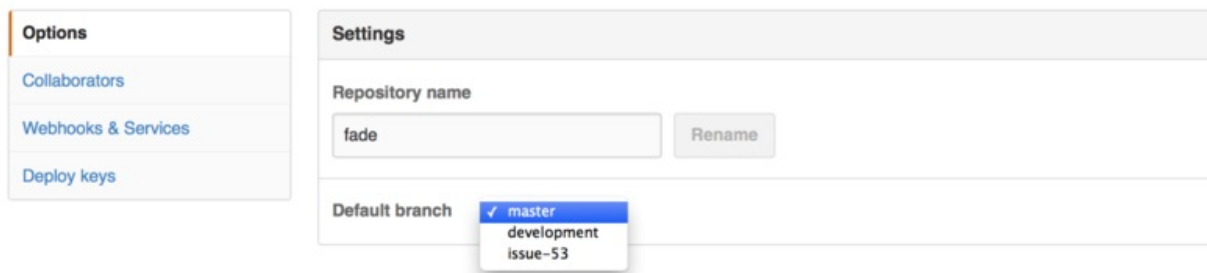 Options
Collaborators
Webhooks & Services
Deploy keys
Settings
Repository name
fade
Rename
Default branch
✓ master
development
issue-53